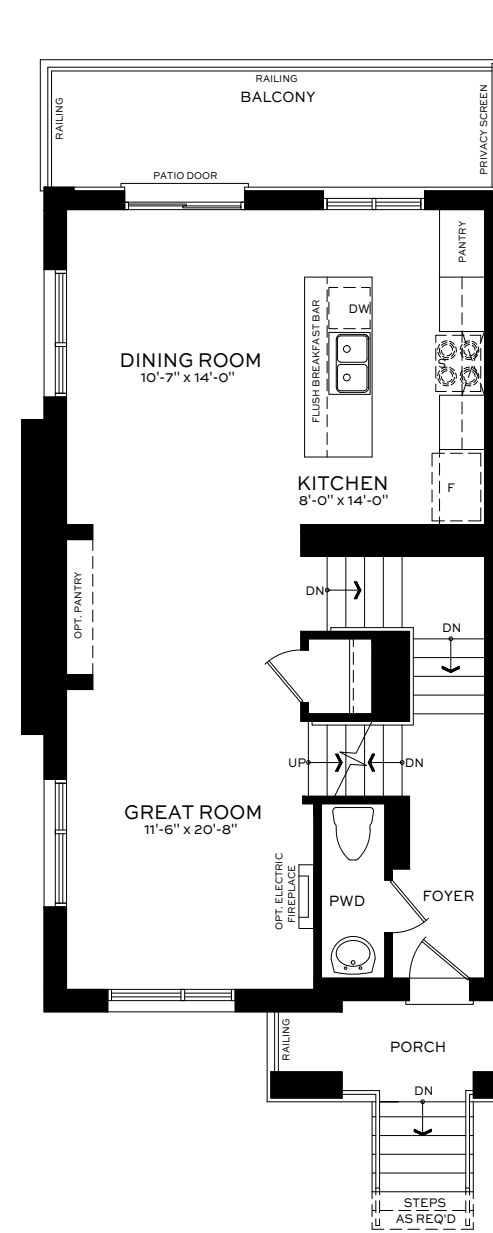 RAILING
BALCONY
RAILING
PRIVACY SCREEN
PATIO DOOR
PANTRY
DW
FLUSH BREAKFAST BAR
DINING ROOM
10'-7" x 14'-0"
KITCHEN
8'-0" x 14'-0"
F
OPT. PANTRY
DN
DN
UP
DN
GREAT ROOM
11'-6" x 20'-8"
OPT. ELECTRIC
FIREPLACE
PWD
FOYER
RAILING
PORCH
DN
STEPS
AS REQ'D